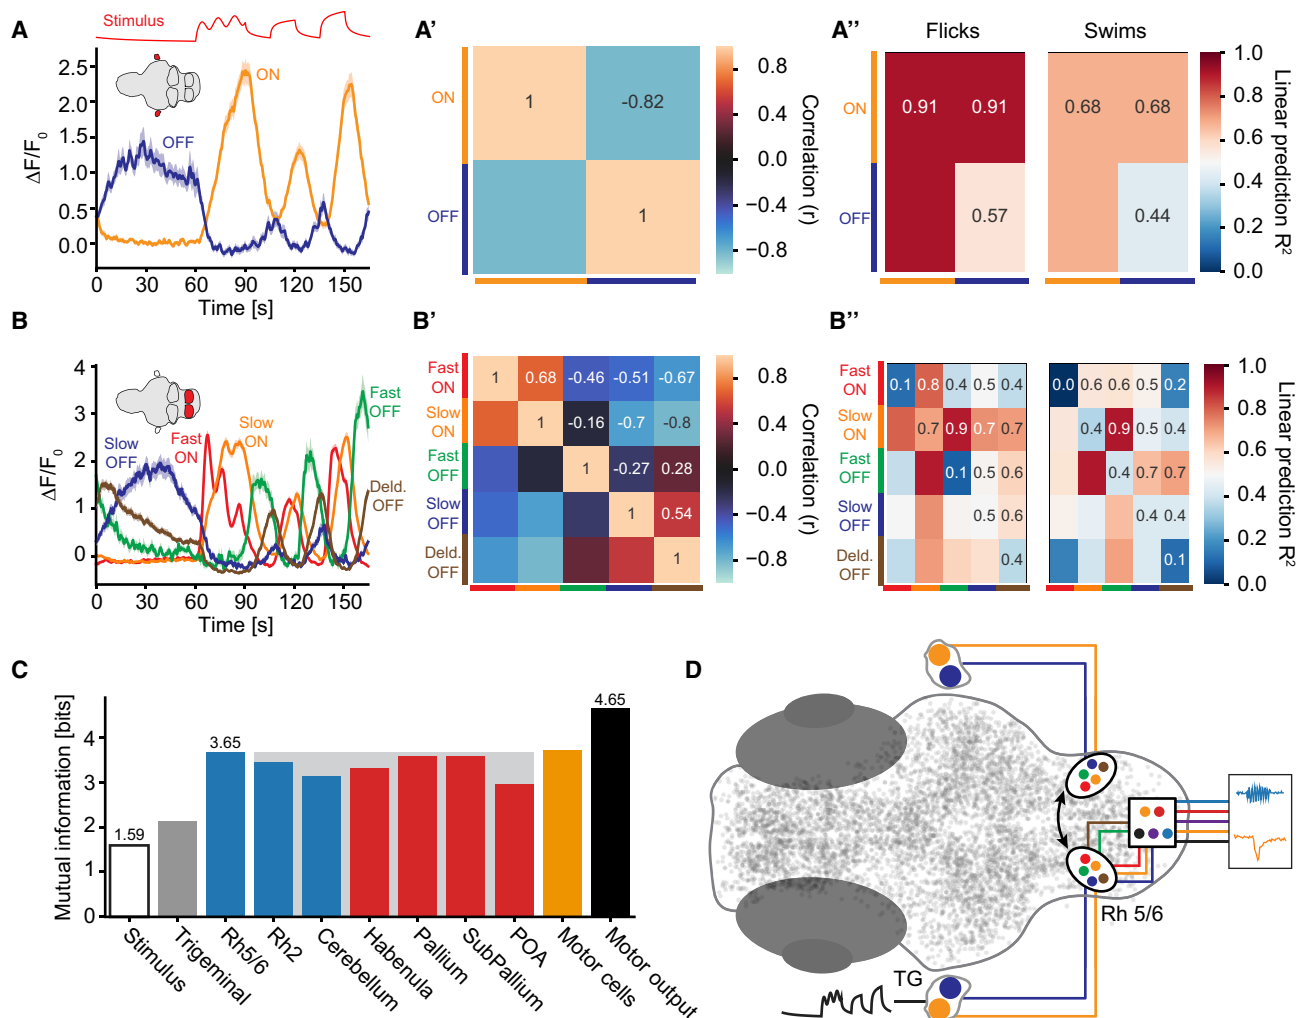 A
Stimulus
ΔF/F0
2.5
2.0
1.5
1.0
0.5
0.0
ON
OFF
0 30 60 90 120 150
Time [s]
A'
ON
OFF
1 -0.82
1
0.8
0.4
0.0
−0.4
−0.8
Correlation (r)
A''
Flicks Swims
ON
OFF
0.91 0.91
0.57
0.68 0.68
0.44
1.0
0.8
0.6
0.4
0.2
0.0
Linear prediction R2
B
ΔF/F0
4
3
2
1
0
Slow OFF
Fast ON
Slow ON
Fast OFF
Deld. OFF
0 30 60 90 120 150
Time [s]
B'
Fast ON
Slow ON
Fast OFF
Slow OFF
Deld. OFF
1 0.68 -0.46 -0.51 -0.67
1 -0.16 -0.7 -0.8
1 -0.27 0.28
1 0.54
1
0.8
0.4
0.0
−0.4
−0.8
Correlation (r)
B''
Fast ON
Slow ON
Fast OFF
Slow OFF
Deld. OFF
0.1 0.8 0.4 0.5 0.4
0.7 0.9 0.7 0.7
0.1 0.5 0.6
0.5 0.6
0.4
0.0 0.6 0.6 0.5 0.2
0.4 0.9 0.5 0.4
0.4 0.7 0.7
0.4 0.4
0.1
1.0
0.8
0.6
0.4
0.2
0.0
Linear prediction R2
C
Mutual information [bits]
4
3
2
1
0
1.59
3.65
4.65
Stimulus
Trigeminal
Rh5/6
Rh2
Cerebellum
Habenula
Pallium
SubPallium
POA
Motor cells
Motor output
D
Rh 5/6
TG